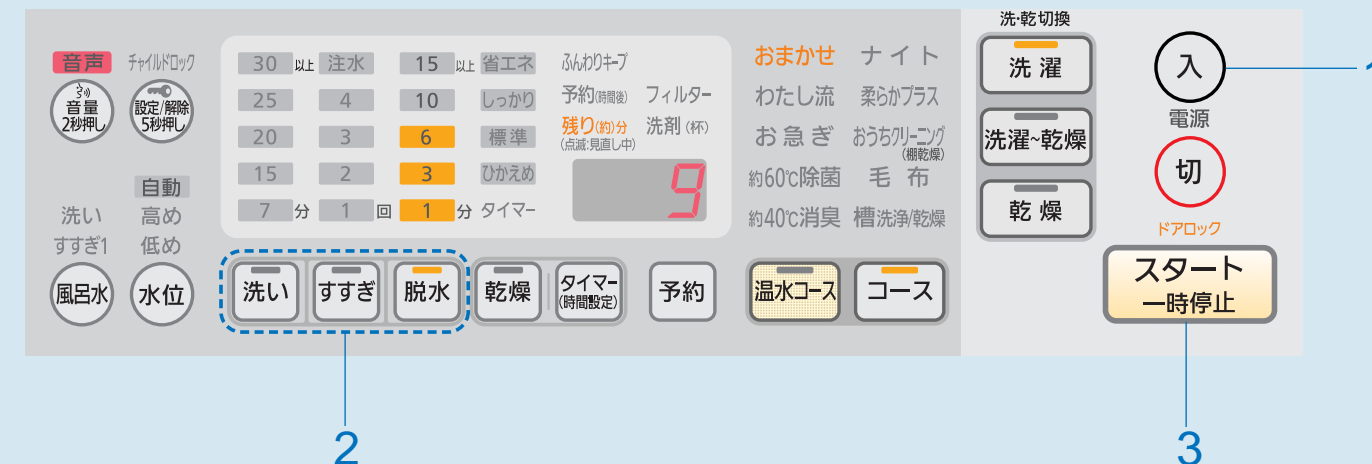 洗・乾切換
音声 チャイルドロック
音量 2秒押し
設定/解除 5秒押し
30 以上 注水 15 以上 省エネ ふんわりキープ
25 4 10 しっかり 予約(時間後) フィルター
20 3 6 標準 残り(約)分 洗剤(杯)
(点滅:見直し中)
15 2 3 ひかえめ
7 分 1 回 1 分 タイマー
9
おまかせ ナイト
わたし流 柔らかプラス
お急ぎ おうちクリーニング
(棚乾燥)
約60℃除菌 毛布
約40℃消臭 槽洗浄/乾燥
自動
洗い 高め
すすぎ1 低め
風呂水 水位
洗い すすぎ 脱水 乾燥 タイマー
(時間設定)
予約 温水コース コース
洗濯
洗濯~乾燥
乾燥
入
電源
切
ドアロック
スタート
一時停止
1
2 3